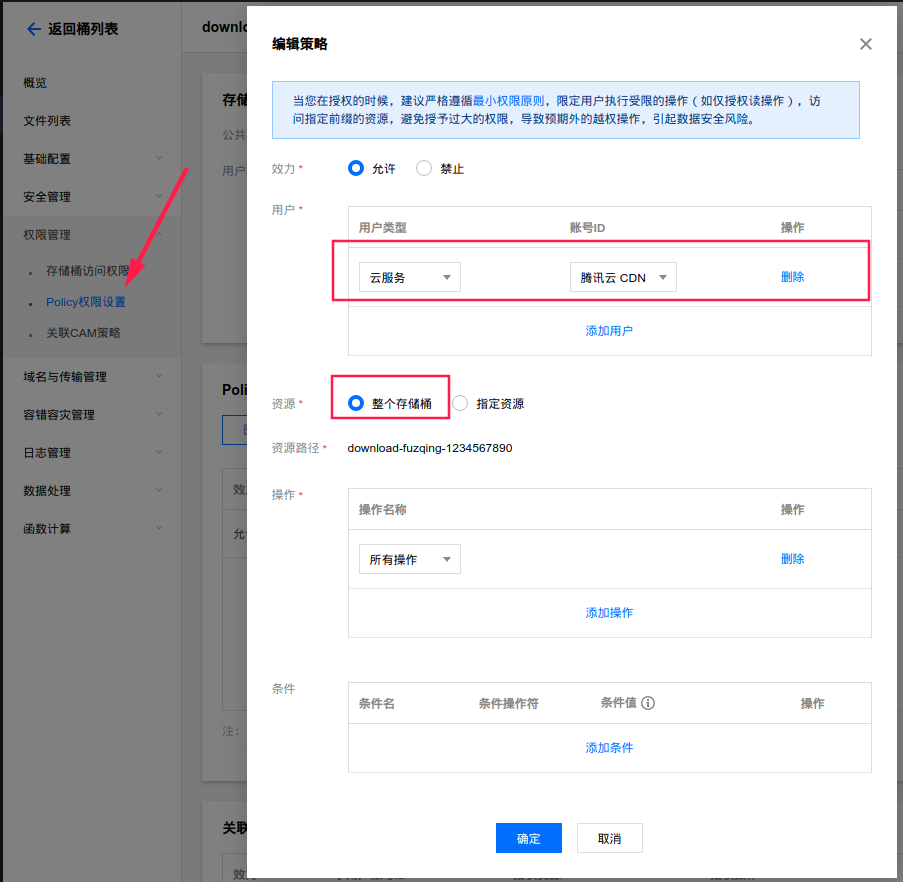 返回桶列表
概览
文件列表
基础配置
安全管理
权限管理
存储桶访问权限
Policy权限设置
关联CAM策略
域名与传输管理
容错容灾管理
日志管理
数据处理
函数计算
downlo
存储
公共
用户
Poli
效
允
注:
关联
编辑策略
当您在授权的时候，建议严格遵循最小权限原则，限定用户执行受限的操作（如仅授权读操作），访
问指定前缀的资源，避免授予过大的权限，导致预期外的越权操作，引起数据安全风险。
效力 * 允许 禁止
用户 *
用户类型 账号ID 操作
云服务 腾讯云 CDN 删除
添加用户
资源 * 整个存储桶 指定资源
资源路径 * download-fuzqing-1234567890
操作 *
操作名称 操作
所有操作 删除
添加操作
条件
条件名 条件操作符 条件值 操作
添加条件
确定 取消